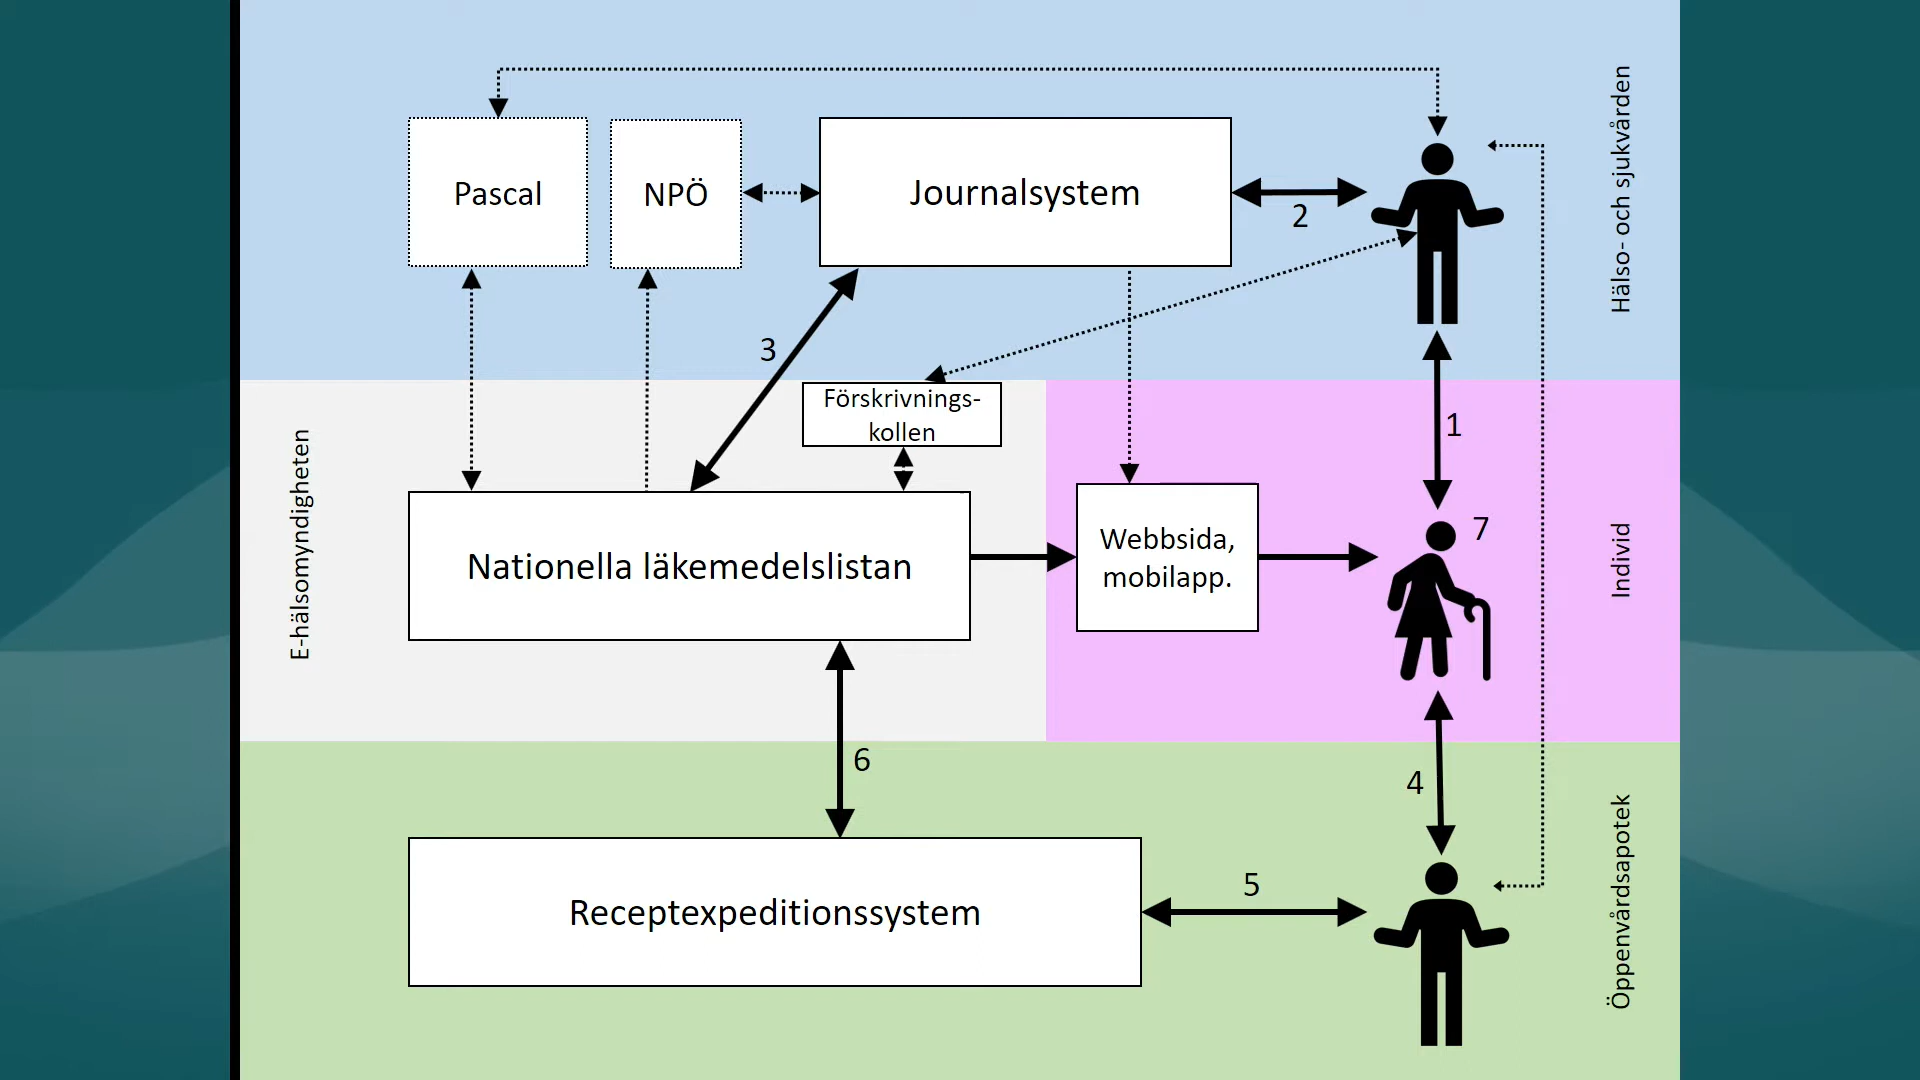 Pascal
NPÖ
Journalsystem
2
Hälso- och sjukvården
3
Förskrivnings-
kollen
1
E-hälsomyndigheten
Nationella läkemedelslistan
Webbsida,
mobilapp.
7
Individ
6
4
Receptexpeditionssystem
5
Öppenvårdsapotek